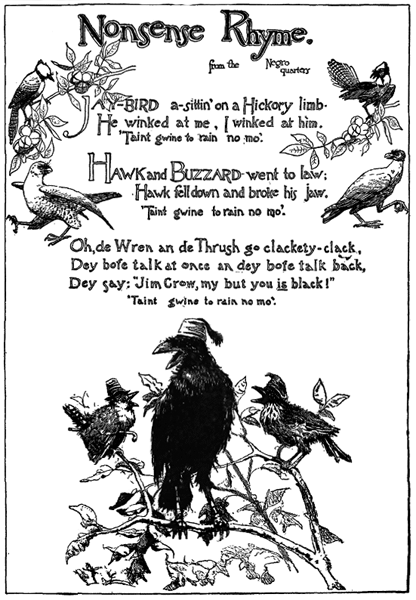 Nonsense Rhyme.
from the Negro
quarters
JAY-BIRD a-sittin' on a Hickory limb.
He winked at me, I winked at him.
'Taint gwine to rain no mo'.
HAWK and BUZZARD went to law;
Hawk fell down and broke his jaw.
'Taint gwine to rain no mo'.
Oh, de Wren an de Thrush go clackety-clack,
Dey bofe talk at once an dey bofe talk back,
Dey say: "Jim Crow, my but you is black!"
'Taint gwine to rain no mo'.